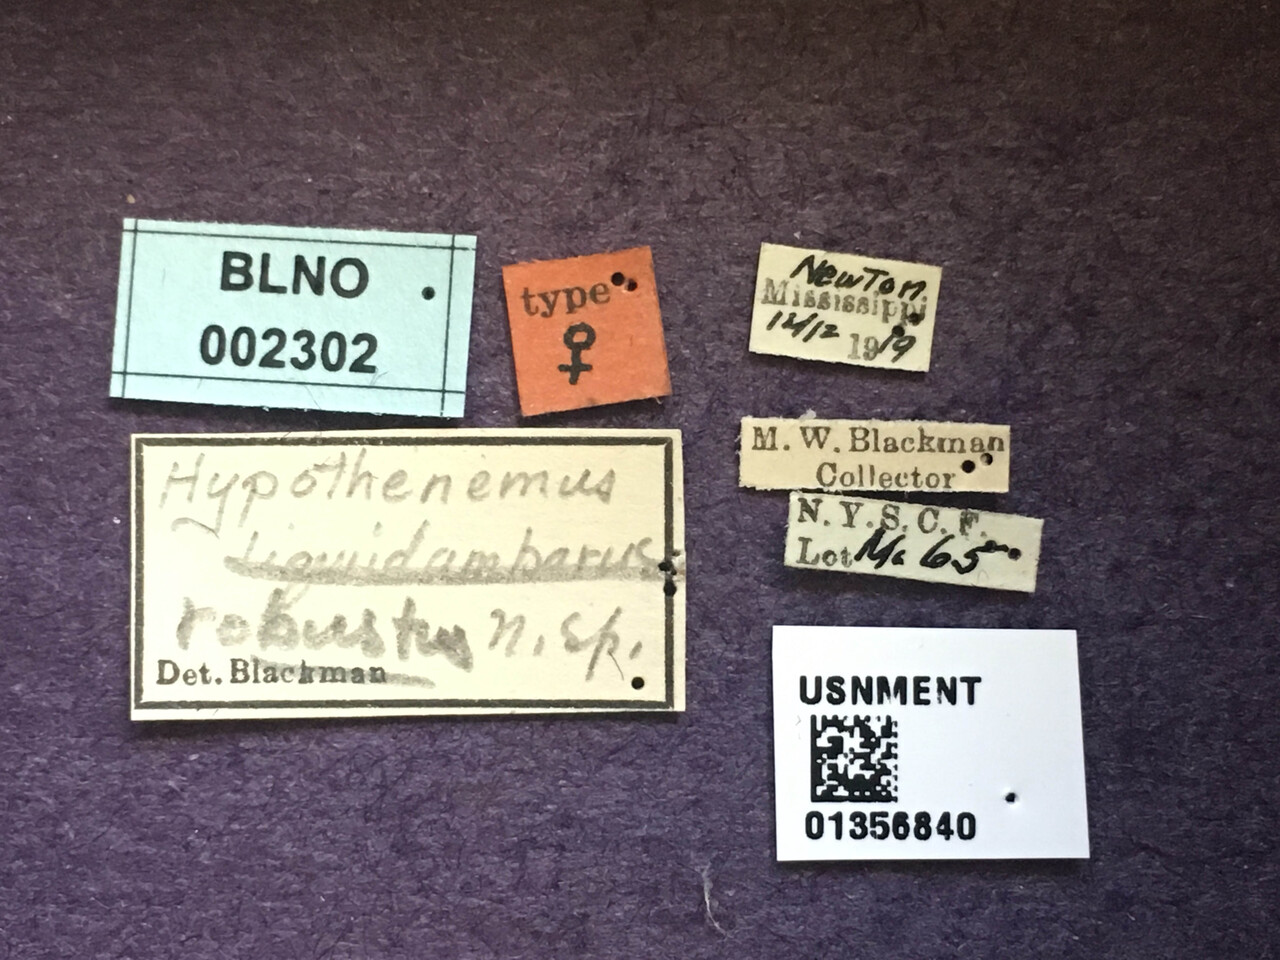 BLNO
002302
type
♀
Newton.
Mississippi
12/12 1919
M. W. Blackman
Collector
N. Y. S. C. F.
Lot M. 65
Hypothenemus
liquidambarus
robustus n. sp.
Det. Blackman
USNMENT
01356840